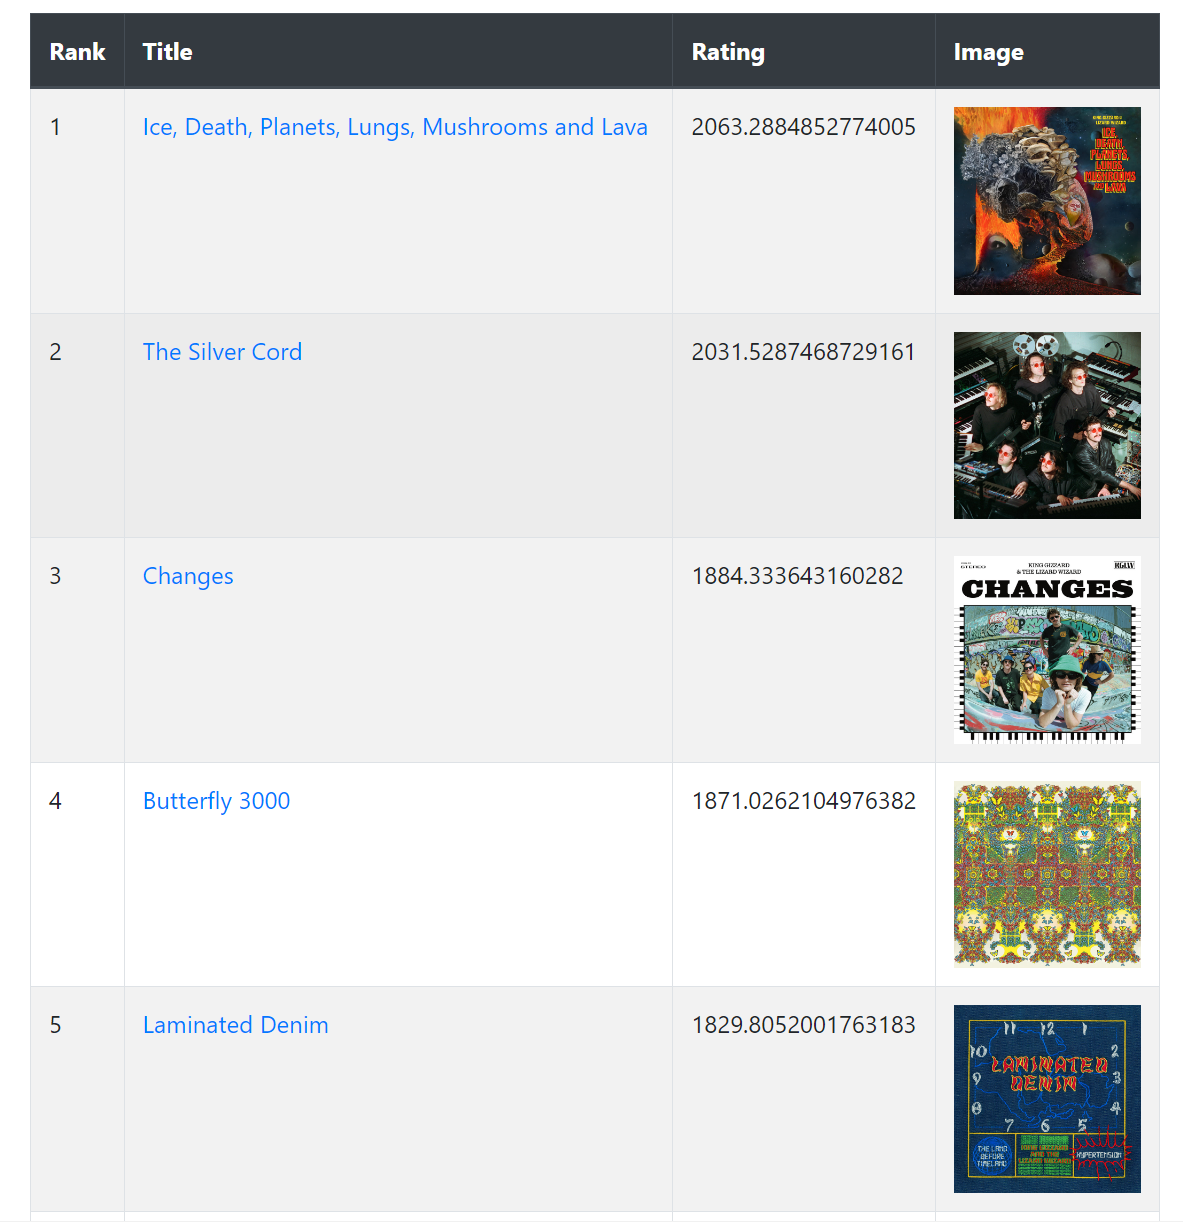 Rank Title Rating Image
1 Ice, Death, Planets, Lungs, Mushrooms and Lava 2063.2884852774005
KING GIZZARD &
LIZARD WIZARD
ICE,
DEATH,
PLANETS,
LUNGS,
MUSHROOMS
AND LAVA
2 The Silver Cord 2031.5287468729161
3 Changes 1884.333643160282
STEREO
KING GIZZARD
& THE LIZARD WIZARD
KGLW
CHANGES
4 Butterfly 3000 1871.0262104976382
5 Laminated Denim 1829.8052001763183
11 12 1
10 2
LAMINATED
9 3
DENIM
8 4
7 6 5
THE LAND
BEFORE
TIMELAND
KING GIZZARD
AND THE
LIZARD WIZARD
HYPERTENSION